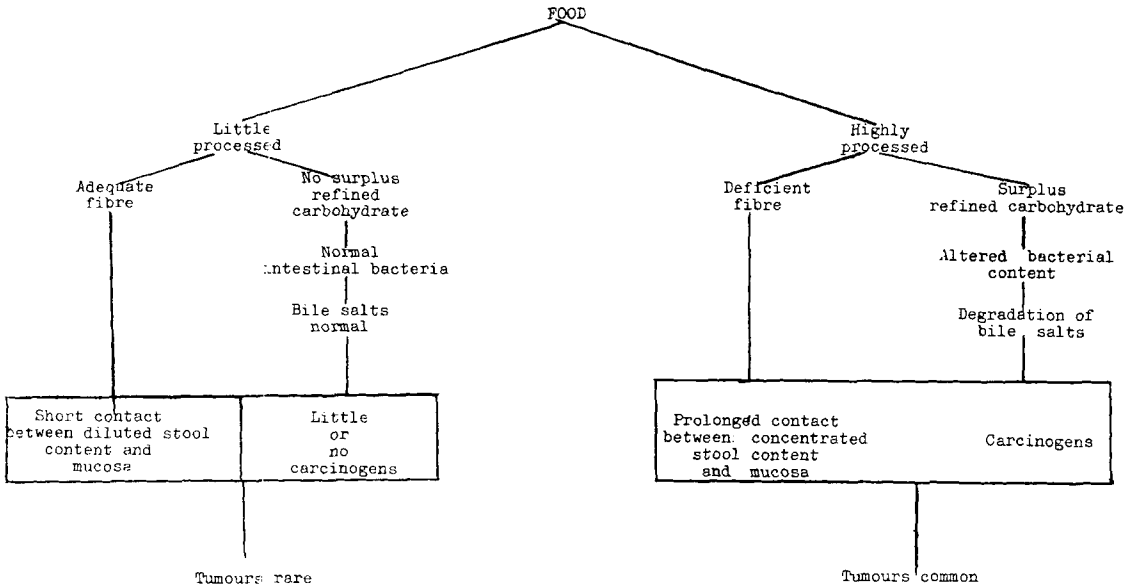 FOOD
Little
processed
Highly
processed
Adequate
fibre
No surplus
refined
carbohydrate
Deficient
fibre
Surplus
refined carbohydrate
Normal
intestinal bacteria
Altered bacterial
content
Bile salts
normal
Degradation of
bile salts
Short contact
between diluted stool
content and
mucosa
Little
or
no
carcinogens
Prolonged contact
between concentrated
stool content
and mucosa
Carcinogens
Tumours rare
Tumours common